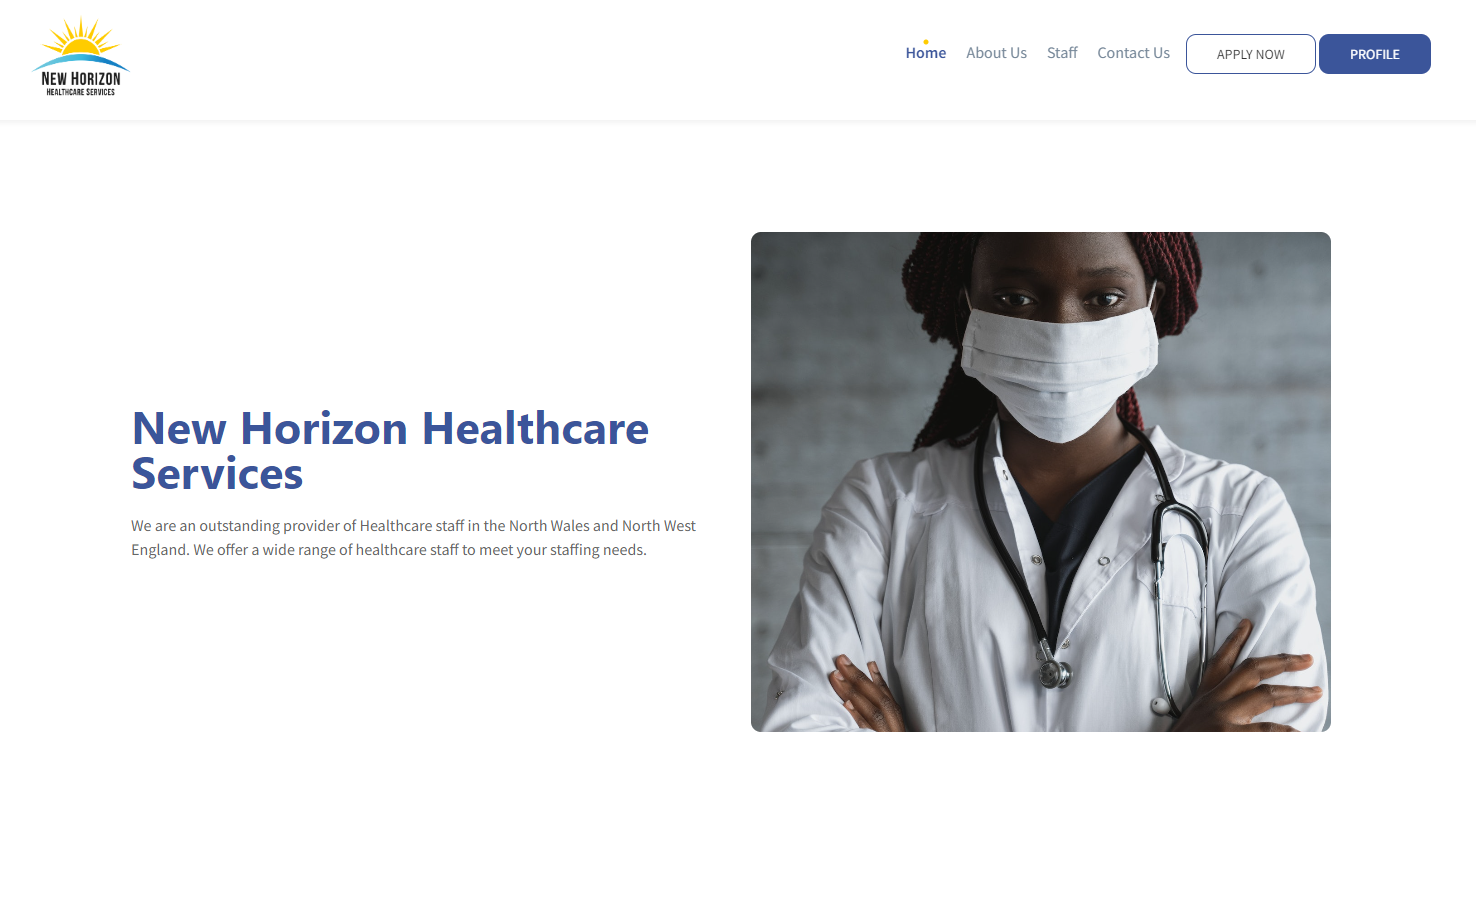 NEW HORIZON
HEALTHCARE SERVICES
Home About Us Staff Contact Us APPLY NOW PROFILE
New Horizon Healthcare
Services
We are an outstanding provider of Healthcare staff in the North Wales and North West
England. We offer a wide range of healthcare staff to meet your staffing needs.